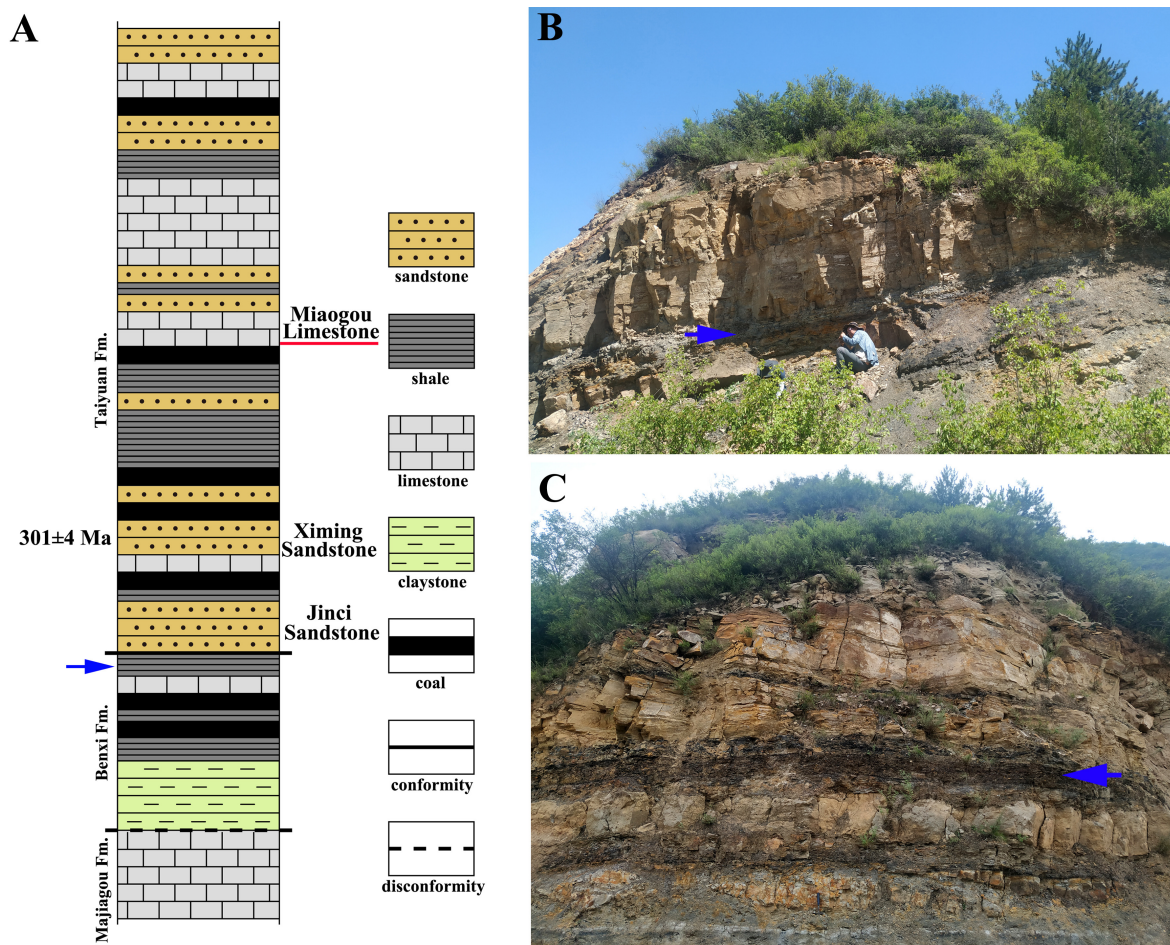 A
B
C
Taiyuan Fm.
Benxi Fm.
Majiagou Fm.
301±4 Ma
Miaogou
Limestone
Ximing
Sandstone
Jinci
Sandstone
sandstone
shale
limestone
claystone
coal
conformity
disconformity